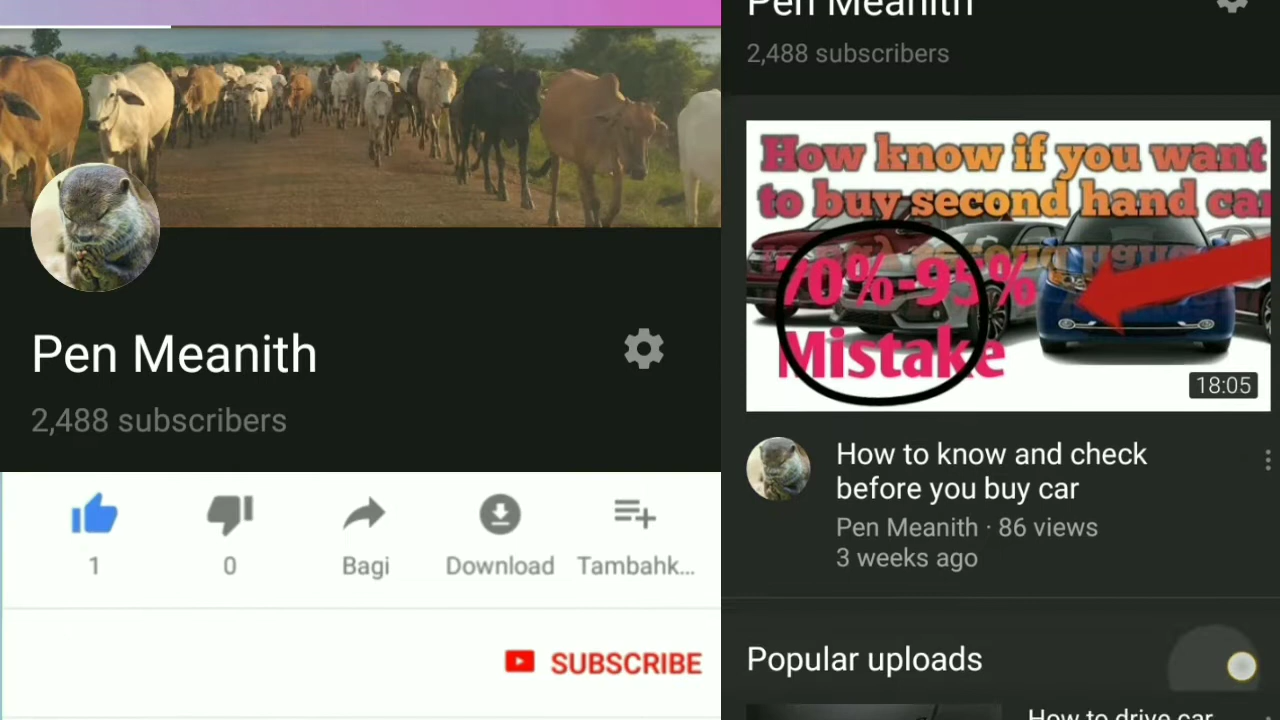 Pen Meanith
2,488 subscribers
1
0
Bagi
Download
Tambahk...
SUBSCRIBE
Pen Meanith
2,488 subscribers
How know if you want
to buy second hand car
70%-95%
Mistake
18:05
How to know and check
before you buy car
Pen Meanith · 86 views
3 weeks ago
Popular uploads
How to drive car